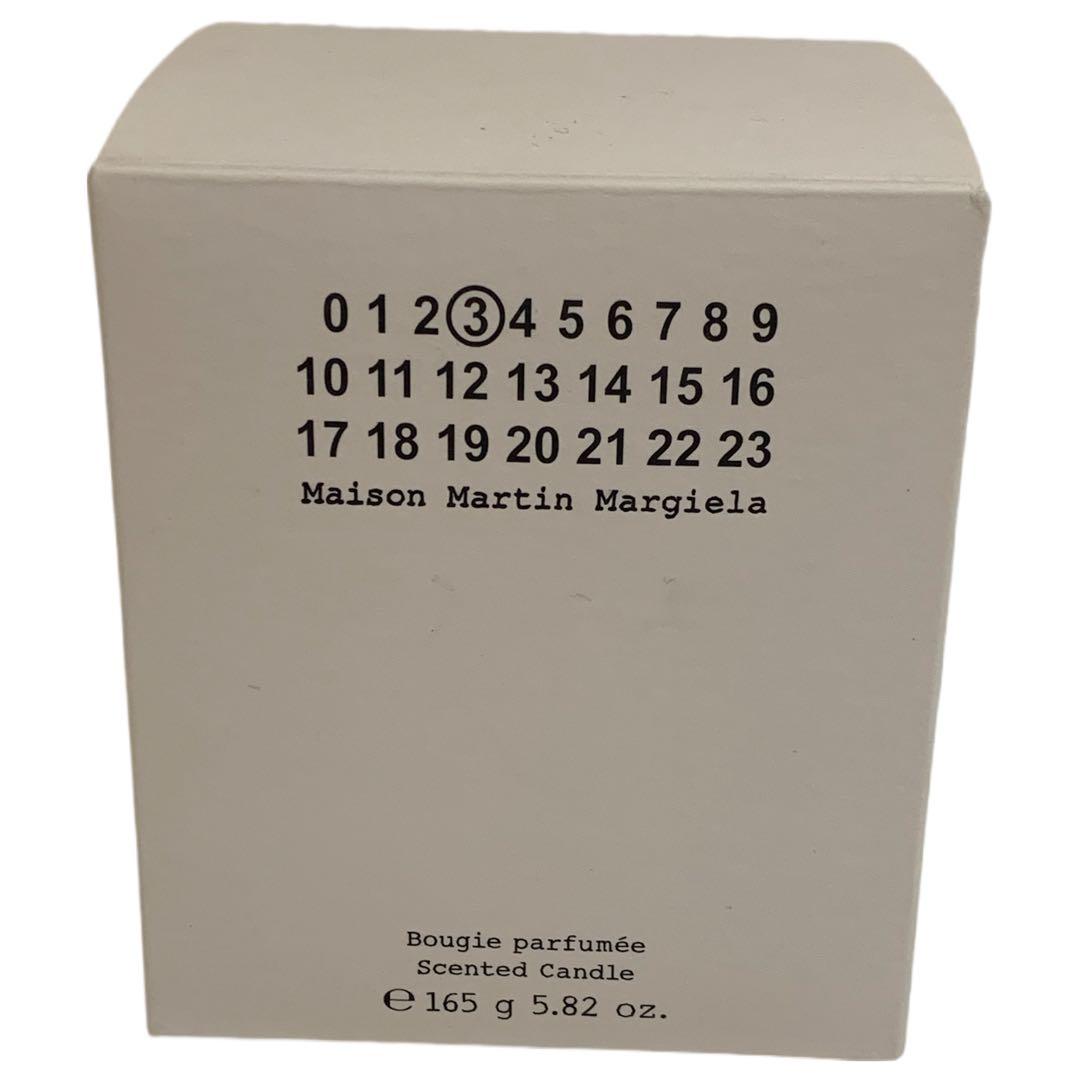 0 1 2 3 4 5 6 7 8 9
10 11 12 13 14 15 16
17 18 19 20 21 22 23
Maison Martin Margiela
Bougie parfumée
Scented Candle
℮ 165 g 5.82 oz.